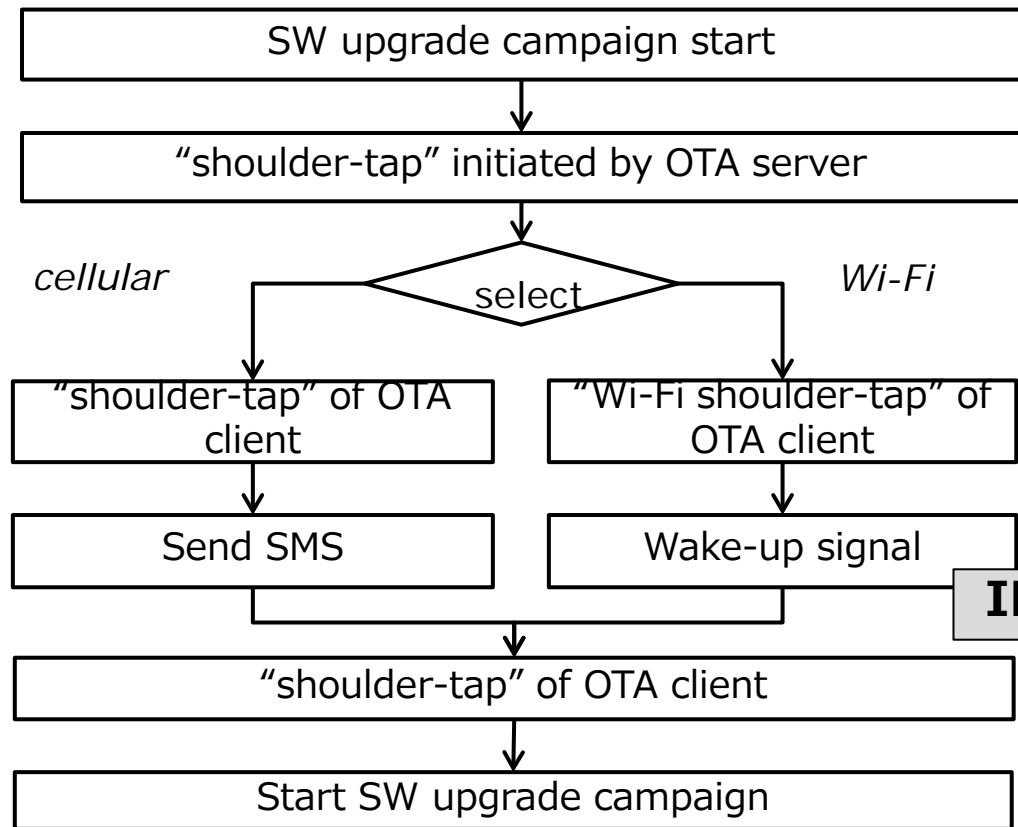 SW upgrade campaign start
“shoulder-tap” initiated by OTA server
cellular
select
Wi-Fi
“shoulder-tap” of OTA
client
“Wi-Fi shoulder-tap” of
OTA client
Send SMS
Wake-up signal
“shoulder-tap” of OTA client
Start SW upgrade campaign